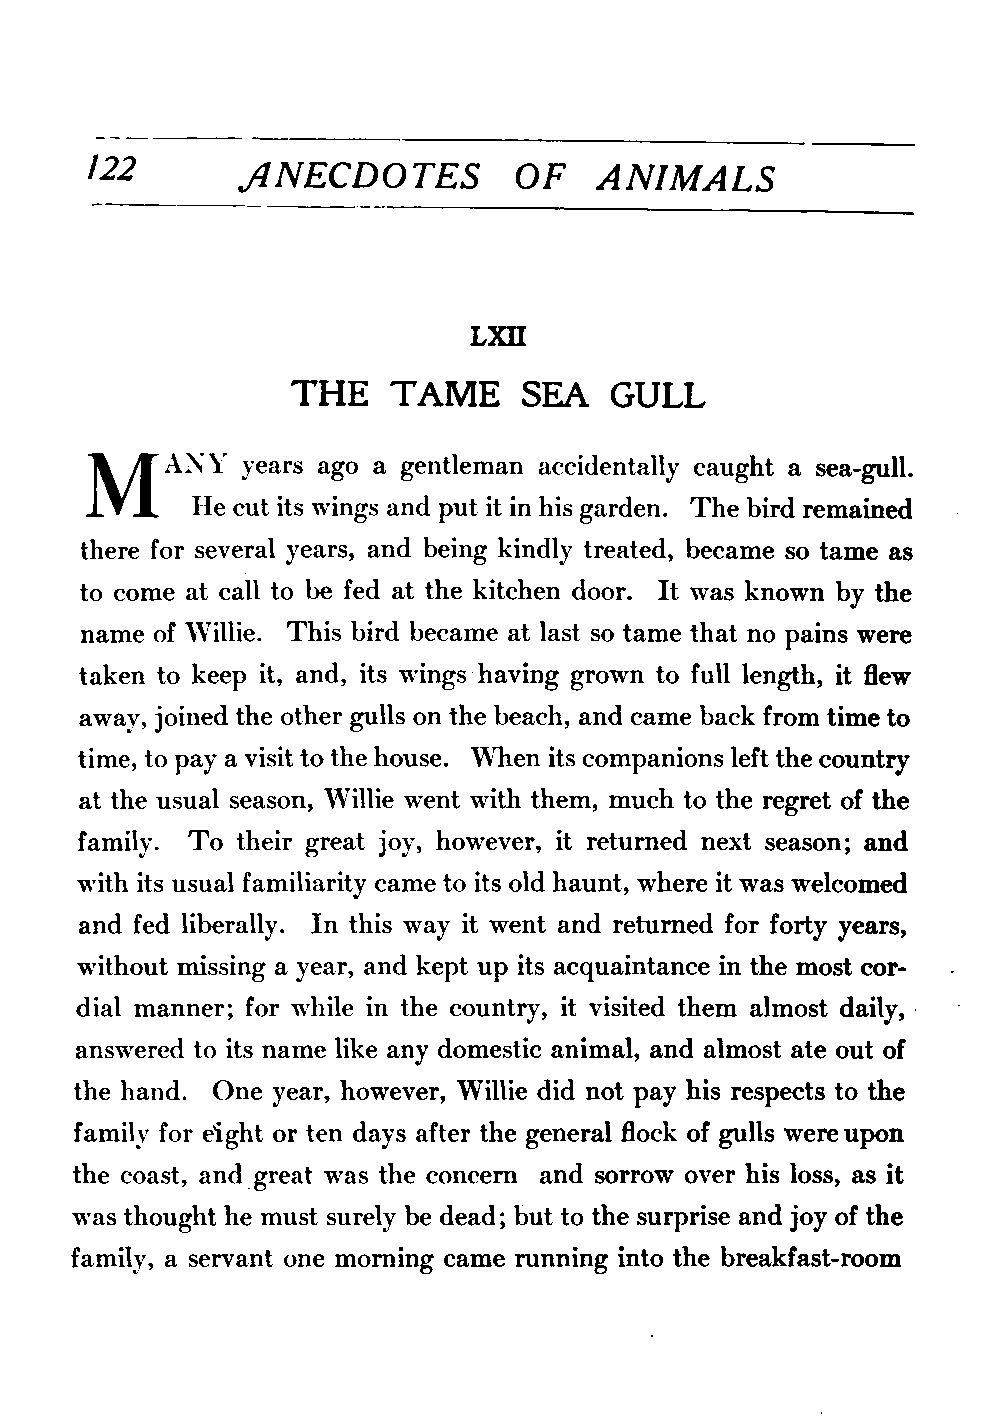 122 ANECDOTES OF ANIMALS
LXII
THE TAME SEA GULL
MANY years ago a gentleman accidentally caught a sea-gull.
He cut its wings and put it in his garden. The bird remained
there for several years, and being kindly treated, became so tame as
to come at call to be fed at the kitchen door. It was known by the
name of Willie. This bird became at last so tame that no pains were
taken to keep it, and, its wings having grown to full length, it flew
away, joined the other gulls on the beach, and came back from time to
time, to pay a visit to the house. When its companions left the country
at the usual season, Willie went with them, much to the regret of the
family. To their great joy, however, it returned next season; and
with its usual familiarity came to its old haunt, where it was welcomed
and fed liberally. In this way it went and returned for forty years,
without missing a year, and kept up its acquaintance in the most cor-
dial manner; for while in the country, it visited them almost daily,
answered to its name like any domestic animal, and almost ate out of
the hand. One year, however, Willie did not pay his respects to the
family for eight or ten days after the general flock of gulls were upon
the coast, and great was the concern and sorrow over his loss, as it
was thought he must surely be dead; but to the surprise and joy of the
family, a servant one morning came running into the breakfast-room